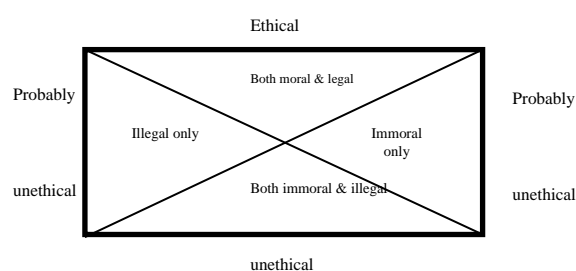 Ethical
Both moral & legal
Probably
Probably
Illegal only
Immoral
only
Both immoral & illegal
unethical
unethical
unethical